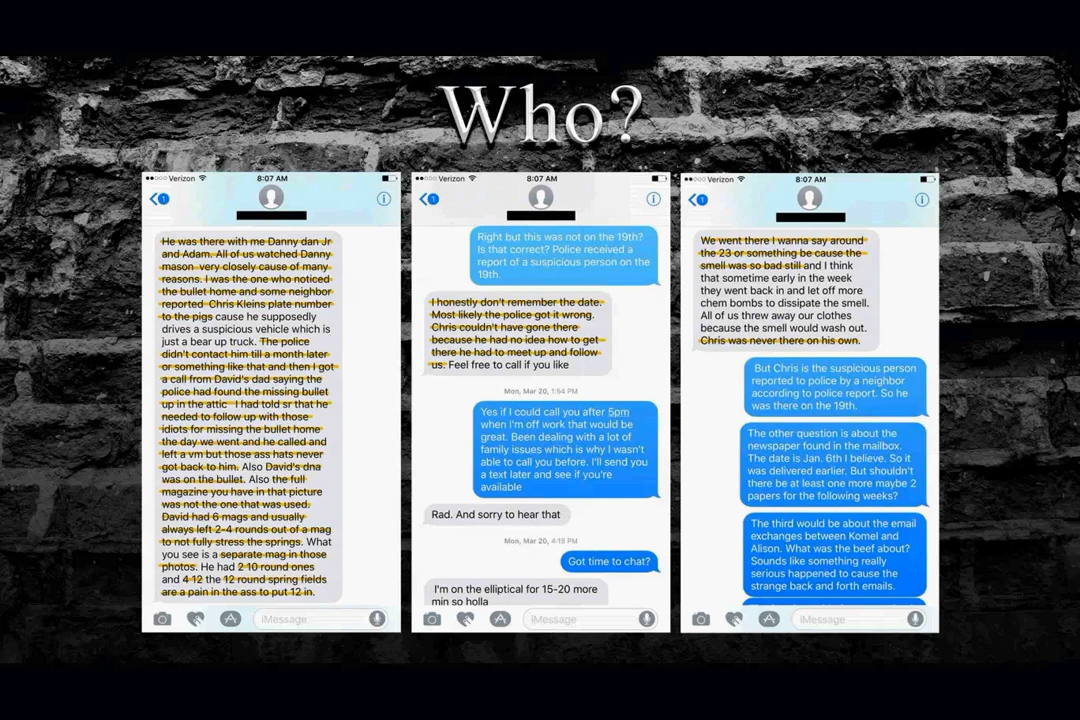 Who?
Verizon 8:07 AM
1
He was there with me Danny dan Jr
and Adam. All of us watched Danny
mason very closely cause of many
reasons. I was the one who noticed
the bullet home and some neighbor
reported Chris Kleins plate number
to the pigs cause he supposedly
drives a suspicious vehicle which is
just a bear up truck. The police
didn't contact him till a month later
or something like that and then I got
a call from David's dad saying the
police had found the missing bullet
up in the attic I had told sr that he
needed to follow up with those
idiots for missing the bullet home
the day we went and he called and
left a vm but those ass hats never
got back to him. Also David's dna
was on the bullet. Also the full
magazine you have in that picture
was not the one that was used.
David had 6 mags and usually
always left 2-4 rounds out of a mag
to not fully stress the springs. What
you see is a separate mag in those
photos. He had 2 10 round ones
and 4 12 the 12 round spring fields
are a pain in the ass to put 12 in.
iMessage
Verizon 8:07 AM
1
Right but this was not on the 19th?
Is that correct? Police received a
report of a suspicious person on the
19th.
I honestly don't remember the date.
Most likely the police got it wrong.
Chris couldn't have gone there
because he had no idea how to get
there he had to meet up and follow
us. Feel free to call if you like
Mon, Mar 20, 1:54 PM
Yes if I could call you after 5pm
when I'm off work that would be
great. Been dealing with a lot of
family issues which is why I wasn't
able to call you before. I'll send you
a text later and see if you're
available
Rad. And sorry to hear that
Mon, Mar 20, 4:15 PM
Got time to chat?
I'm on the elliptical for 15-20 more
min so holla
iMessage
Verizon 8:07 AM
1
We went there I wanna say around
the 23 or something be cause the
smell was so bad still and I think
that sometime early in the week
they went back in and let off more
chem bombs to dissipate the smell.
All of us threw away our clothes
because the smell would wash out.
Chris was never there on his own.
But Chris is the suspicious person
reported to police by a neighbor
according to police report. So he
was there on the 19th.
The other question is about the
newspaper found in the mailbox.
The date is Jan. 6th I believe. So it
was delivered earlier. But shouldn't
there be at least one more maybe 2
papers for the following weeks?
The third would be about the email
exchanges between Komel and
Alison. What was the beef about?
Sounds like something really
serious happened to cause the
strange back and forth emails.
iMessage